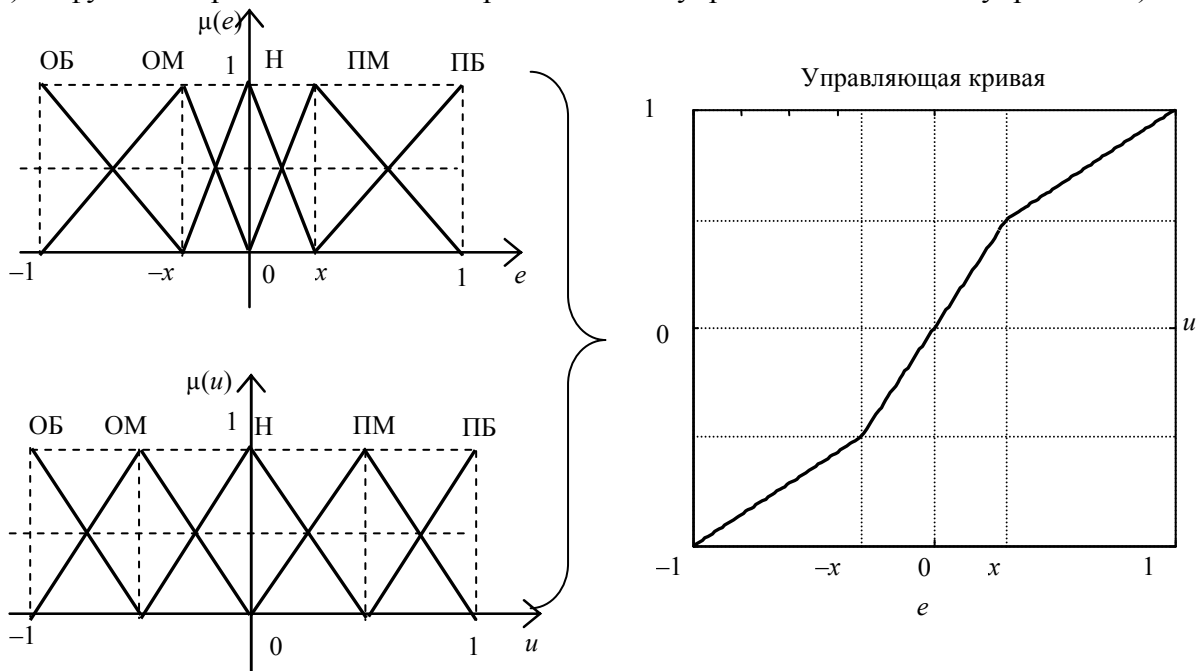 μ(e)
ОБ ОМ 1 Н ПМ ПБ
–1 –x 0 x 1 e
μ(u)
ОБ ОМ 1 Н ПМ ПБ
–1 0 1 u
Управляющая кривая
1
0 u
–1 –x 0 x 1
e